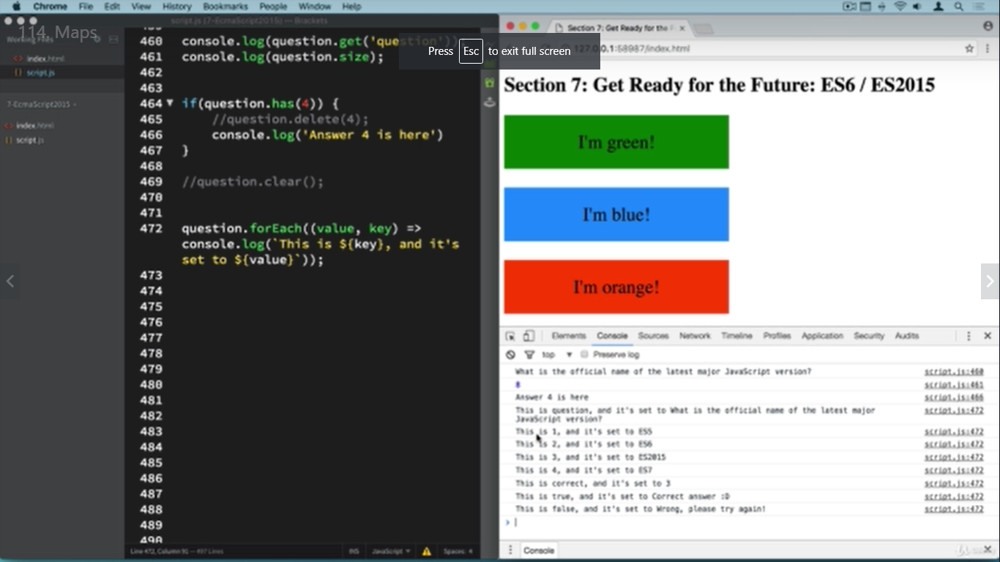 Chrome File Edit View History Bookmarks People Window Help
script.js (7-EcmaScript2015) — Brackets
114. Maps
Working Files
index.html
script.js
7-EcmaScript2015
index.html
script.js
460 console.log(question.get('question'));
461 console.log(question.size);
462
463
464 if(question.has(4)) {
465 //question.delete(4);
466 console.log('Answer 4 is here')
467 }
468
469 //question.clear();
470
471
472 question.forEach((value, key) =>
console.log(`This is ${key}, and it's
set to ${value}`));
473
474
475
476
477
478
479
480
481
482
483
484
485
486
487
488
489
490
Line 472, Column 91 — 497 Lines
INS JavaScript Spaces: 4
Press Esc to exit full screen
Section 7: Get Ready for the F
127.0.0.1:58987/index.html
Section 7: Get Ready for the Future: ES6 / ES2015
I'm green!
I'm blue!
I'm orange!
Elements Console Sources Network Timeline Profiles Application Security Audits
top Preserve log
What is the official name of the latest major JavaScript version? script.js:460
8 script.js:461
Answer 4 is here script.js:466
This is question, and it's set to What is the official name of the latest major script.js:472
JavaScript version?
This is 1, and it's set to ES5 script.js:472
This is 2, and it's set to ES6 script.js:472
This is 3, and it's set to ES2015 script.js:472
This is 4, and it's set to ES7 script.js:472
This is correct, and it's set to 3 script.js:472
This is true, and it's set to Correct answer :D script.js:472
This is false, and it's set to Wrong, please try again! script.js:472
Console